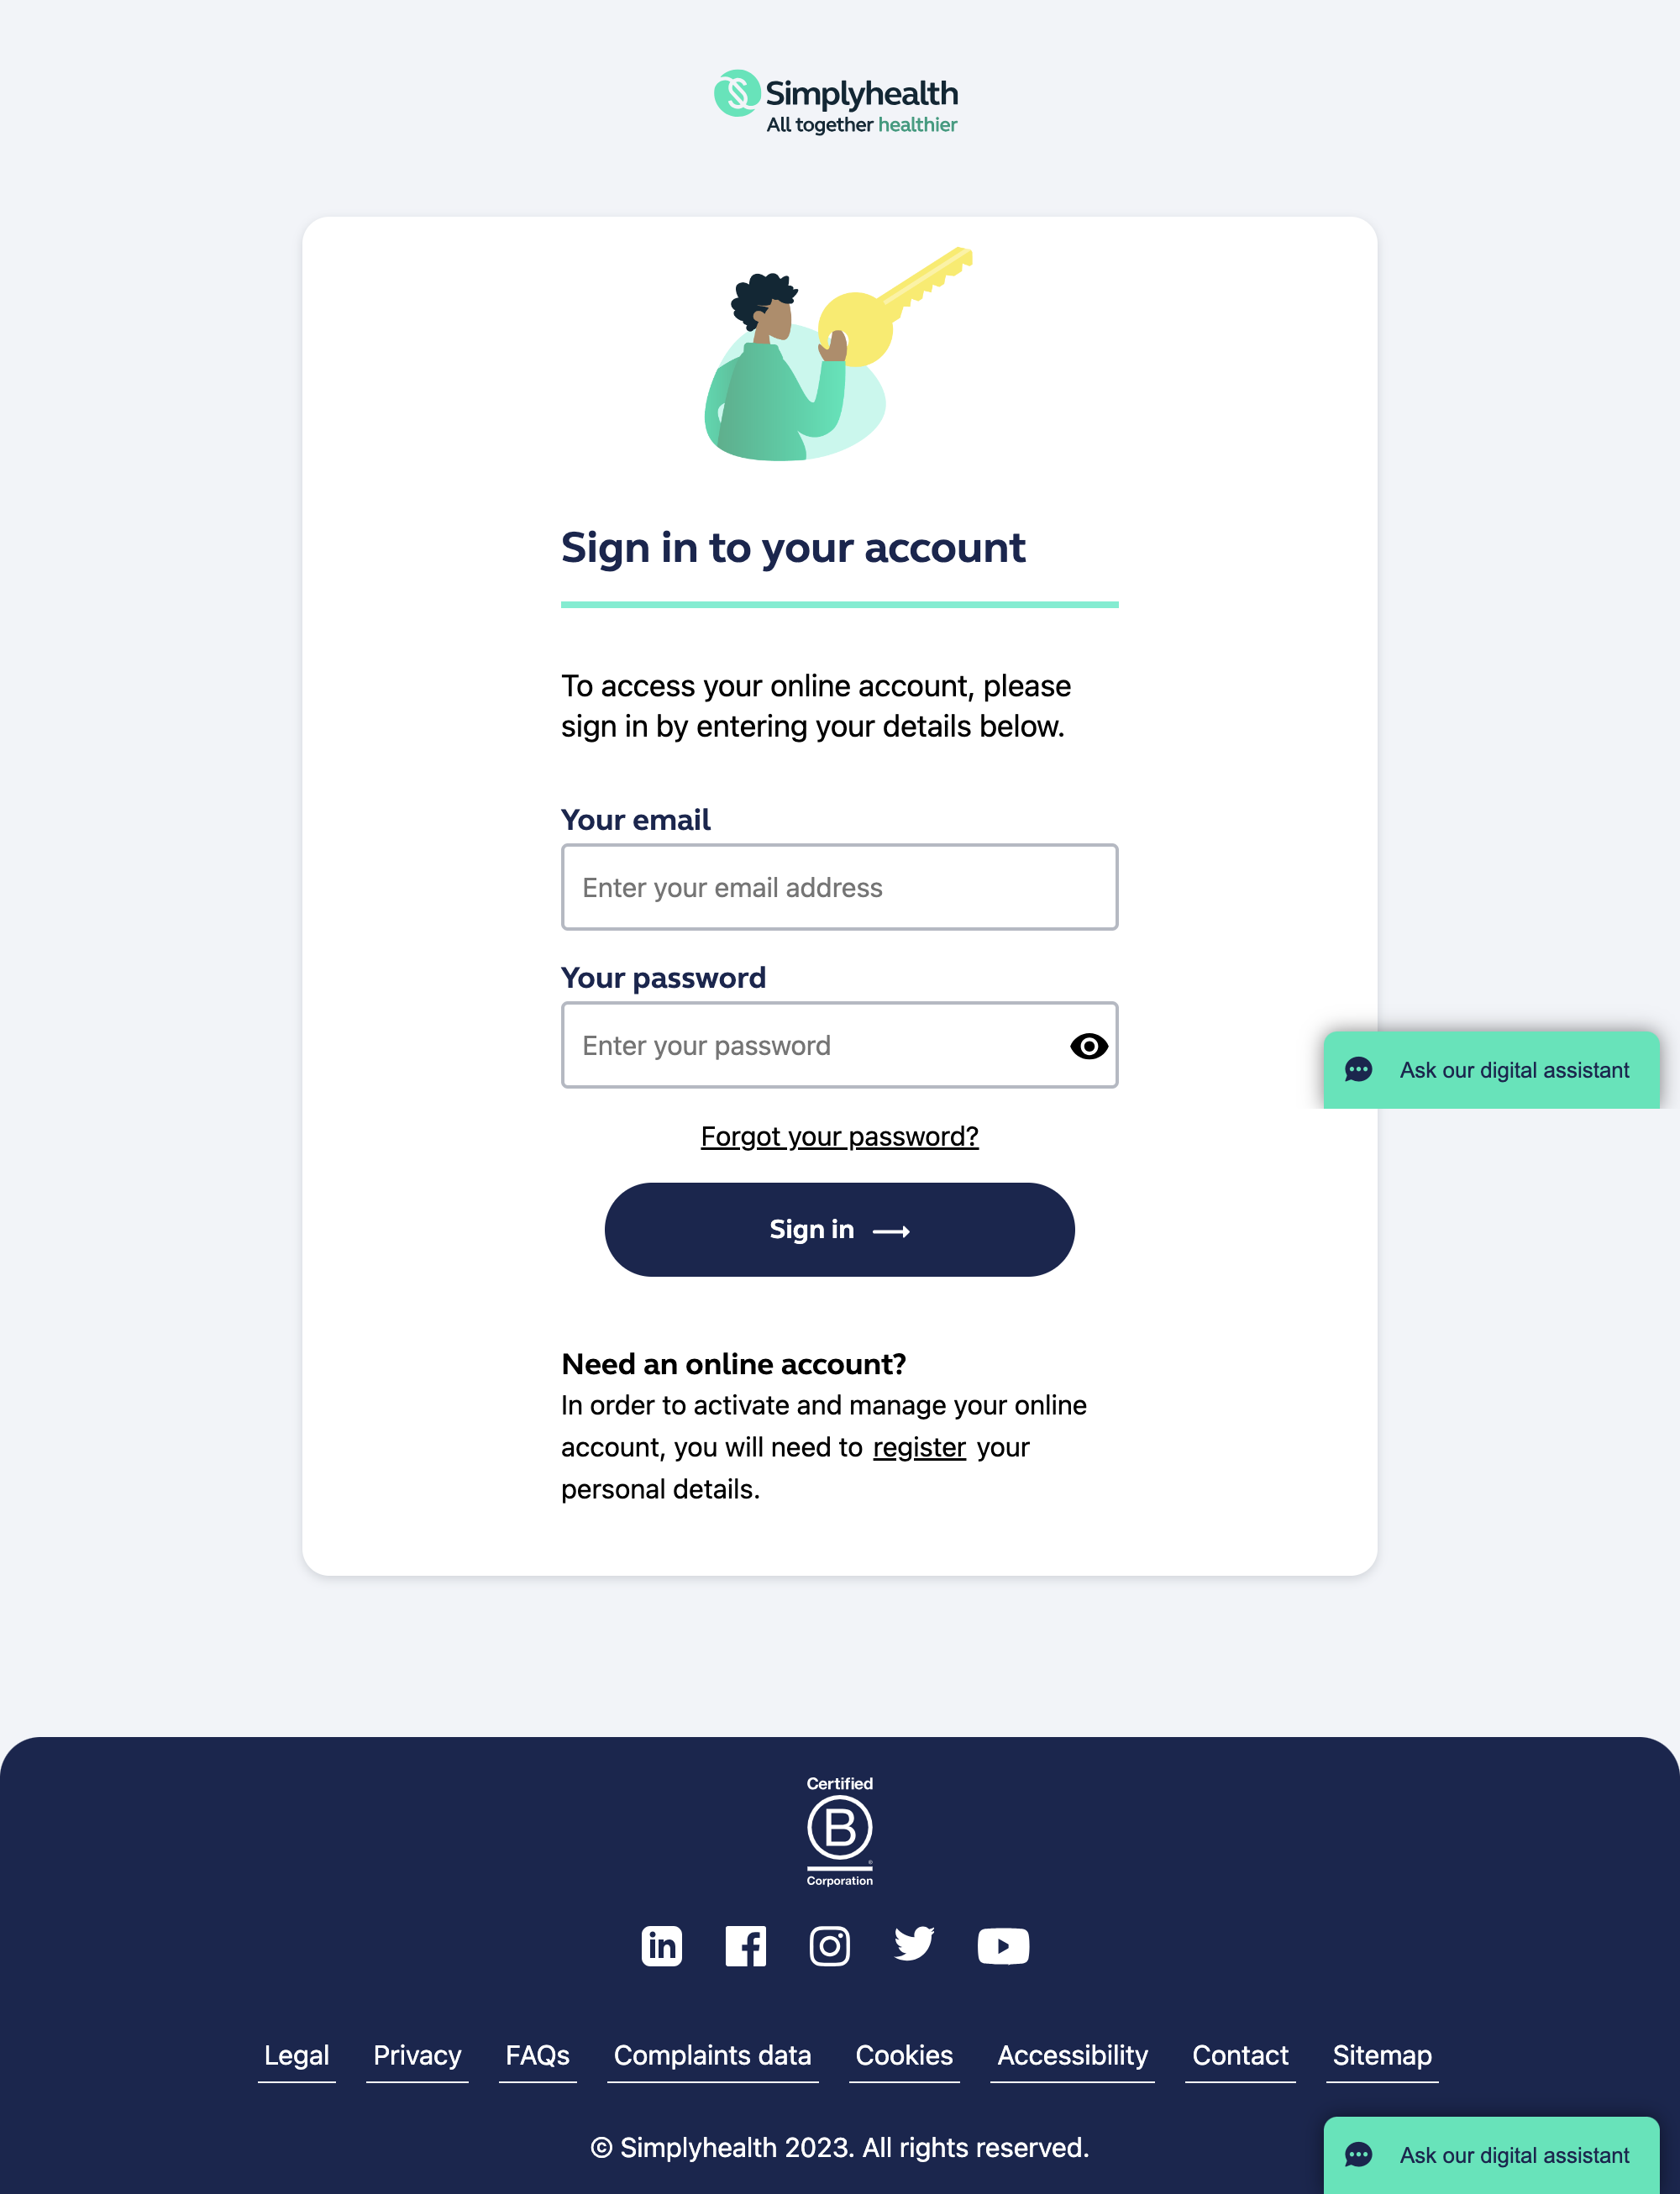 Simplyhealth
All together healthier
Sign in to your account
To access your online account, please
sign in by entering your details below.
Your email
Enter your email address
Your password
Enter your password
Ask our digital assistant
Forgot your password?
Sign in
Need an online account?
In order to activate and manage your online
account, you will need to register your
personal details.
Certified
B
®
Corporation
in
Legal Privacy FAQs Complaints data Cookies Accessibility Contact Sitemap
© Simplyhealth 2023. All rights reserved.
Ask our digital assistant